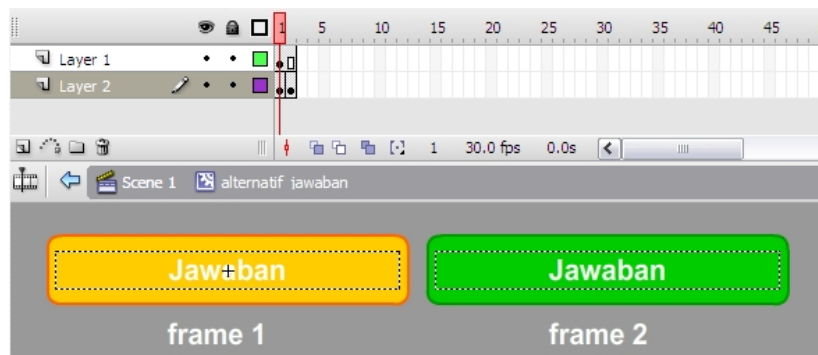 1 5 10 15 20 25 30 35 40 45
Layer 1
Layer 2
1 30.0 fps 0.0s
Scene 1 alternatif jawaban
Jawaban Jawaban
frame 1 frame 2